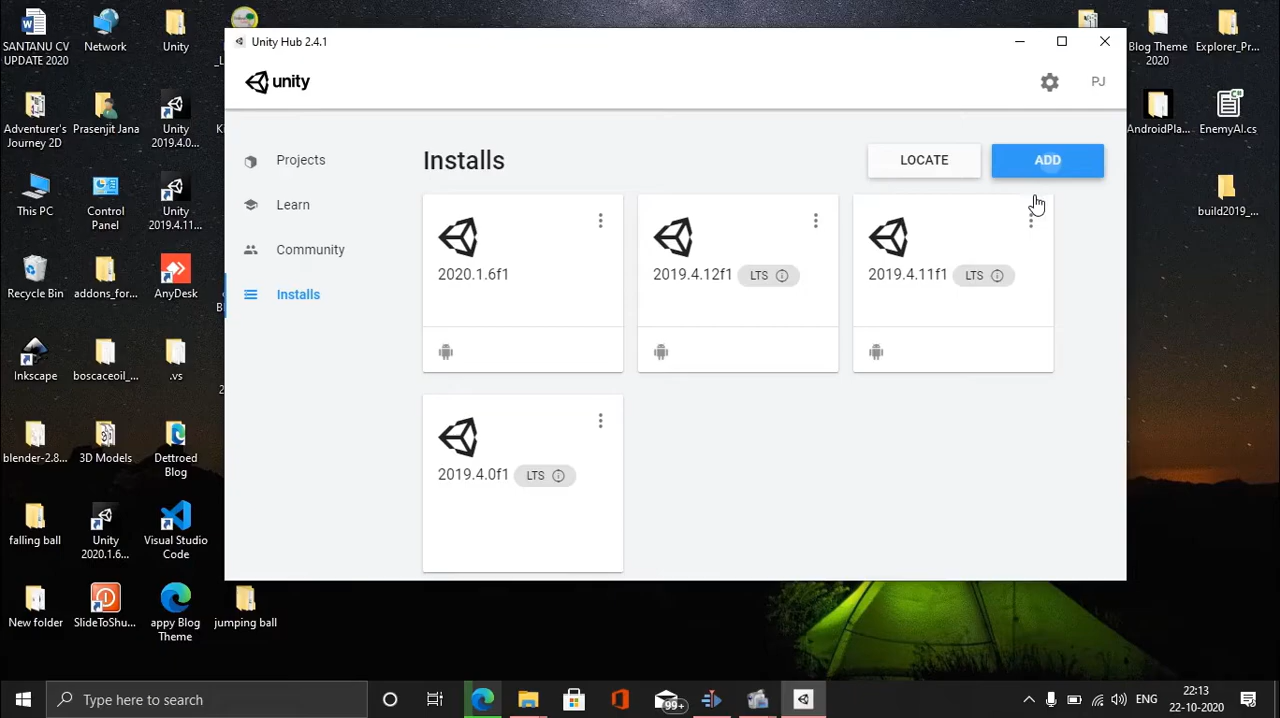 SANTANU CV
UPDATE 2020
Network
Unity
Blog Theme
2020
Explorer_Pr...
Unity Hub 2.4.1
unity
PJ
Adventurer's
Journey 2D
Prasenjit Jana
Unity
2019.4.0...
AndroidPla...
EnemyAI.cs
Projects
Learn
Community
Installs
Installs
LOCATE
ADD
This PC
Control
Panel
Unity
2019.4.11...
build2019_...
2020.1.6f1
2019.4.12f1 LTS
2019.4.11f1 LTS
Recycle Bin
addons_for...
AnyDesk
Inkscape
boscaceoil_...
.vs
2019.4.0f1 LTS
blender-2.8...
3D Models
Dettroed
Blog
falling ball
Unity
2020.1.6...
Visual Studio
Code
New folder
SlideToShu...
appy Blog
Theme
jumping ball
Type here to search
99+
ENG
22:13
22-10-2020